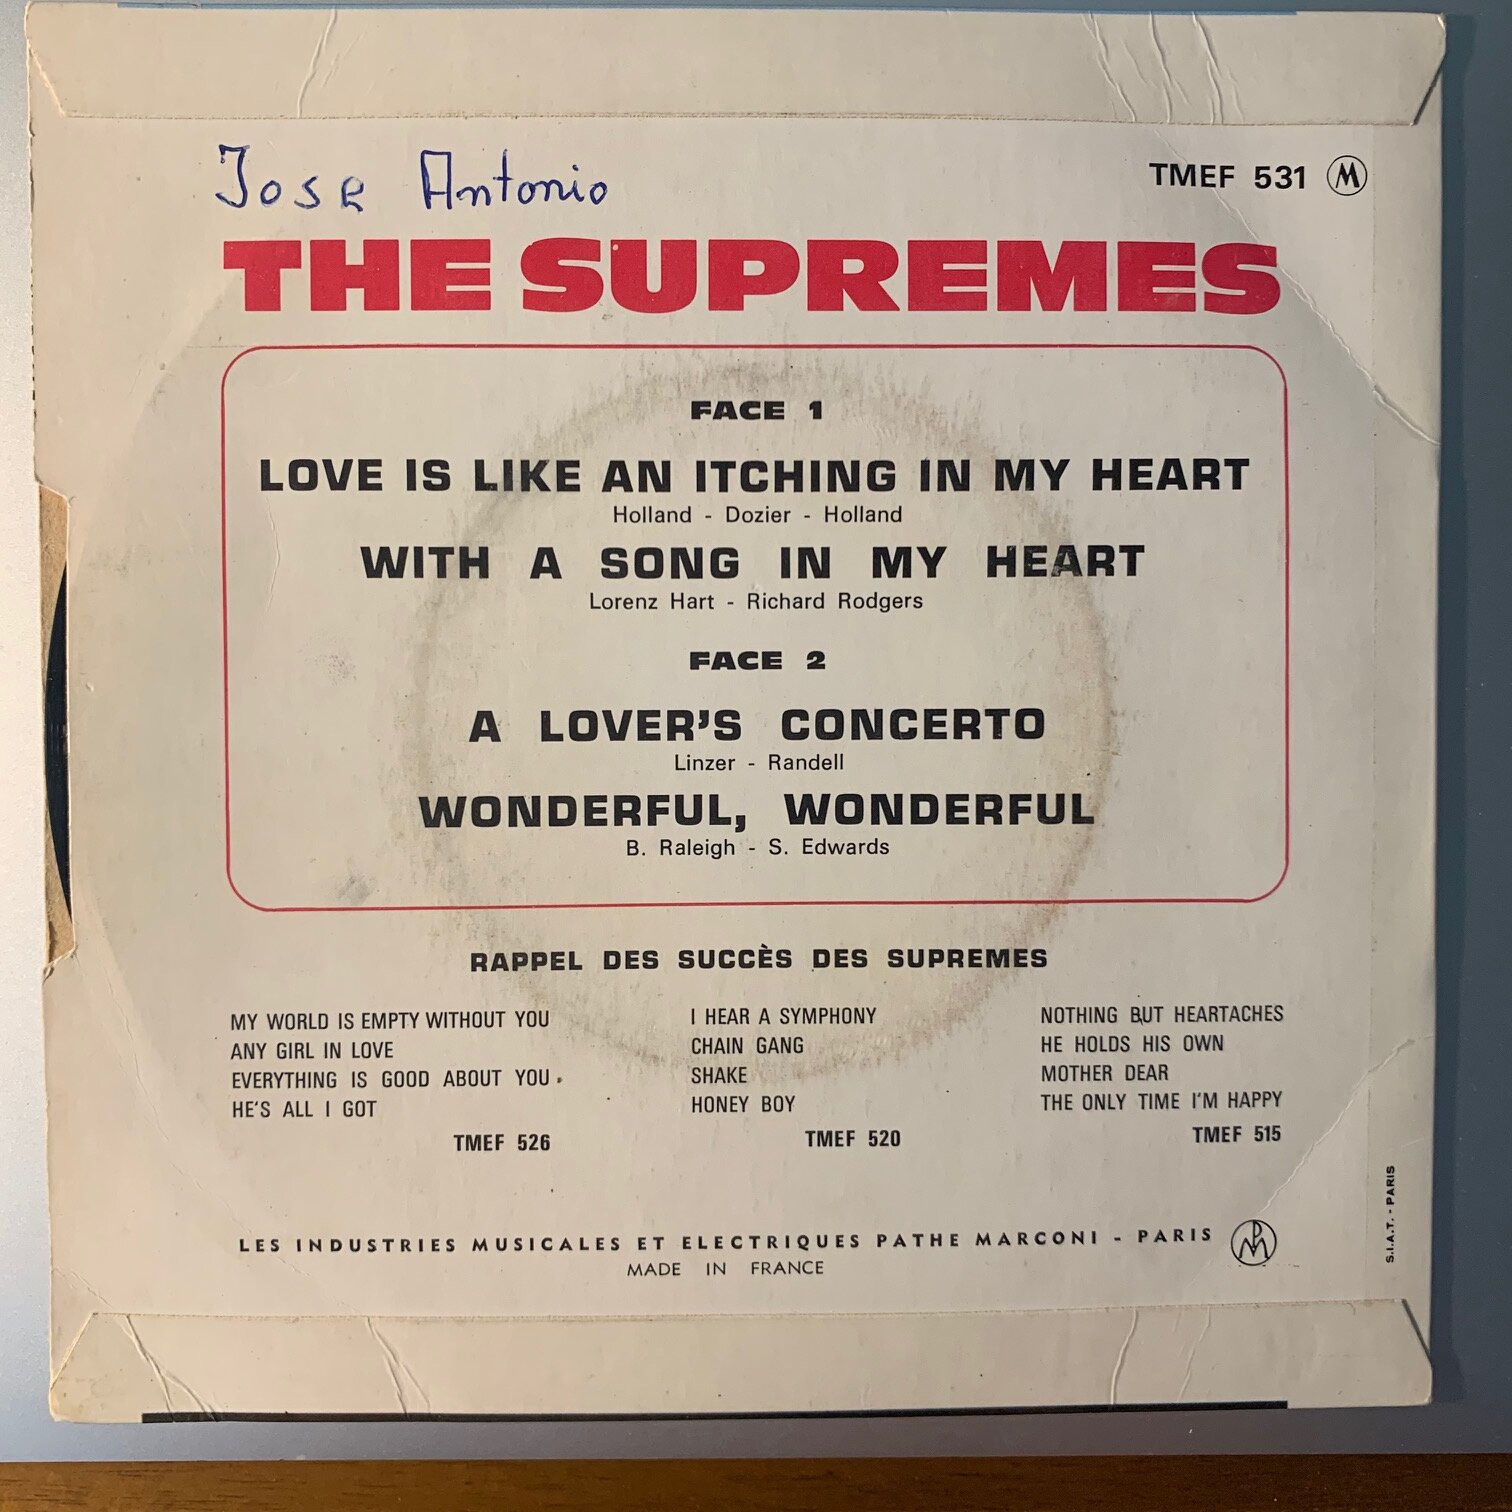 Jose Antonio
TMEF 531 M
THE SUPREMES
FACE 1
LOVE IS LIKE AN ITCHING IN MY HEART
Holland - Dozier - Holland
WITH A SONG IN MY HEART
Lorenz Hart - Richard Rodgers
FACE 2
A LOVER'S CONCERTO
Linzer - Randell
WONDERFUL, WONDERFUL
B. Raleigh - S. Edwards
RAPPEL DES SUCCÈS DES SUPREMES
MY WORLD IS EMPTY WITHOUT YOU
ANY GIRL IN LOVE
EVERYTHING IS GOOD ABOUT YOU
HE'S ALL I GOT
TMEF 526
I HEAR A SYMPHONY
CHAIN GANG
SHAKE
HONEY BOY
TMEF 520
NOTHING BUT HEARTACHES
HE HOLDS HIS OWN
MOTHER DEAR
THE ONLY TIME I'M HAPPY
TMEF 515
LES INDUSTRIES MUSICALES ET ELECTRIQUES PATHE MARCONI - PARIS PM
MADE IN FRANCE
S.I.A.T. - PARIS